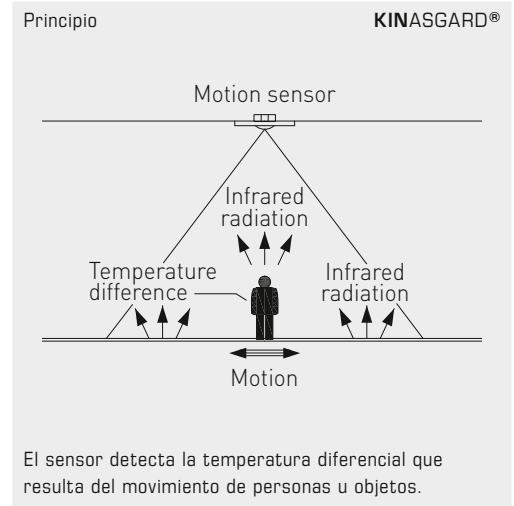 Principio KINASGARD®
Motion sensor
Infrared
radiation
Temperature
difference
Infrared
radiation
Motion
El sensor detecta la temperatura diferencial que
resulta del movimiento de personas u objetos.